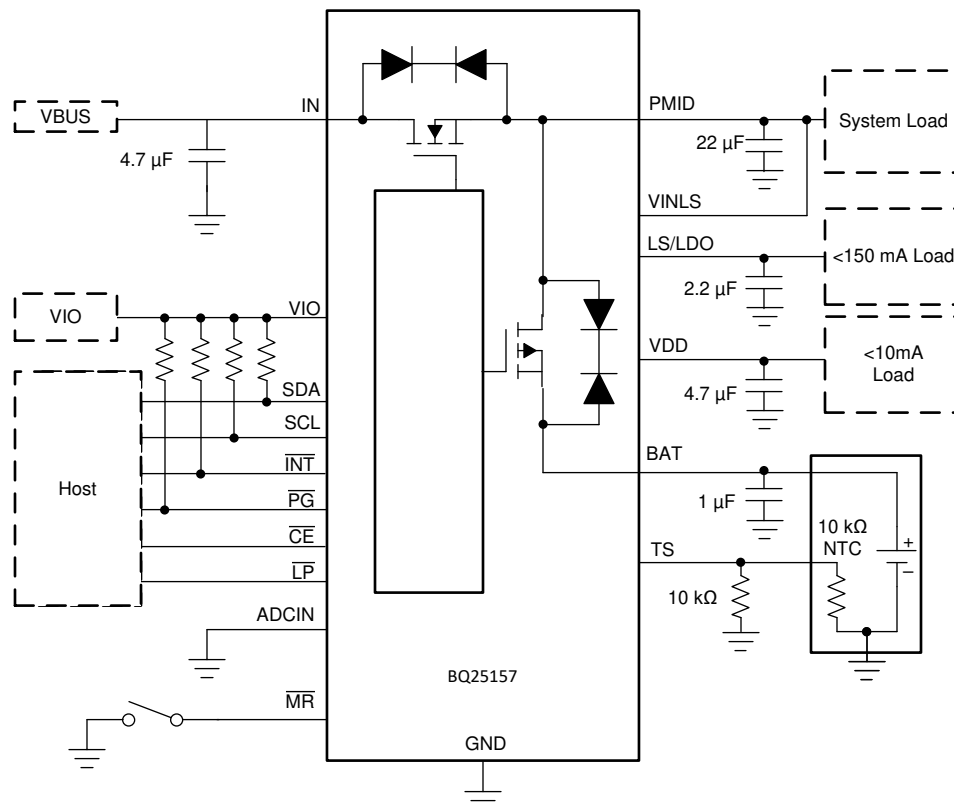 IN
PMID
VBUS
System Load
4.7 µF
22 µF
VINLS
LS/LDO
<150 mA Load
2.2 µF
VIO
VIO
VDD
<10mA
Load
4.7 µF
SDA
SCL
INT
Host
PG
CE
LP
BAT
1 µF
10 kΩ
NTC
+
−
TS
10 kΩ
ADCIN
BQ25157
MR
GND